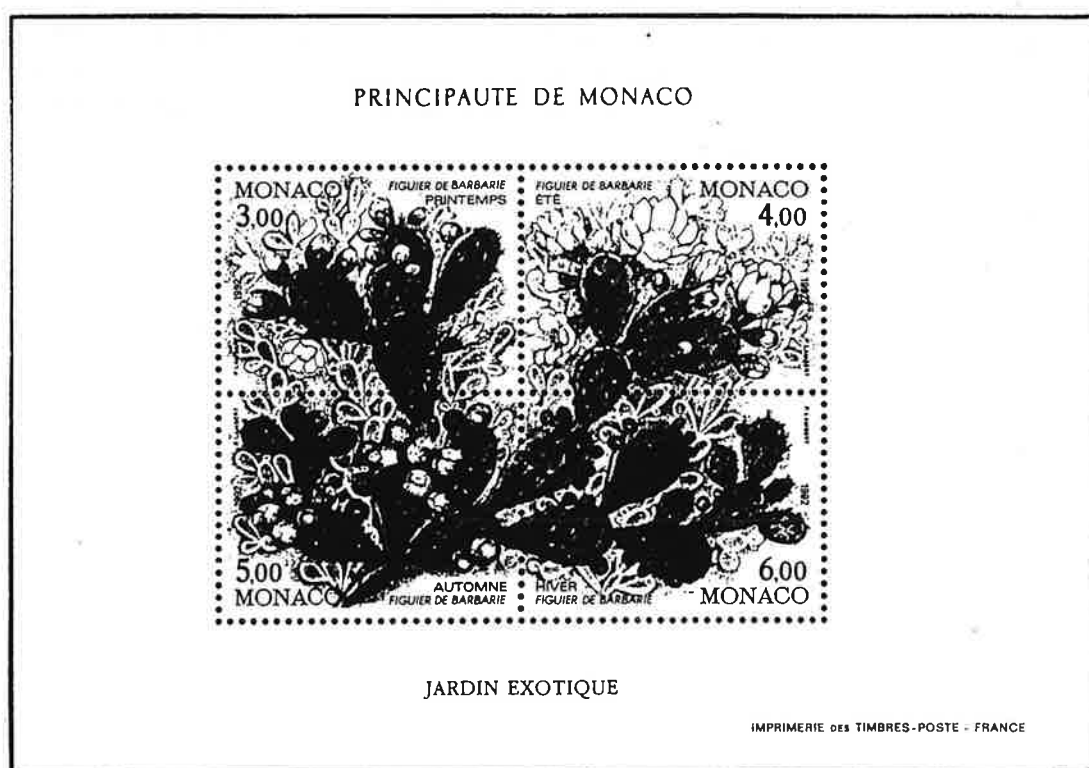 PRINCIPAUTE DE MONACO
MONACO
3,00
FIGUIER DE BARBARIE
PRINTEMPS
1992
FIGUIER DE BARBARIE
ÉTÉ
MONACO
4,00
1992
1992
5,00
MONACO
AUTOMNE
FIGUIER DE BARBARIE
1992
HIVER
FIGUIER DE BARBARIE
6,00
MONACO
JARDIN EXOTIQUE
IMPRIMERIE DES TIMBRES-POSTE - FRANCE